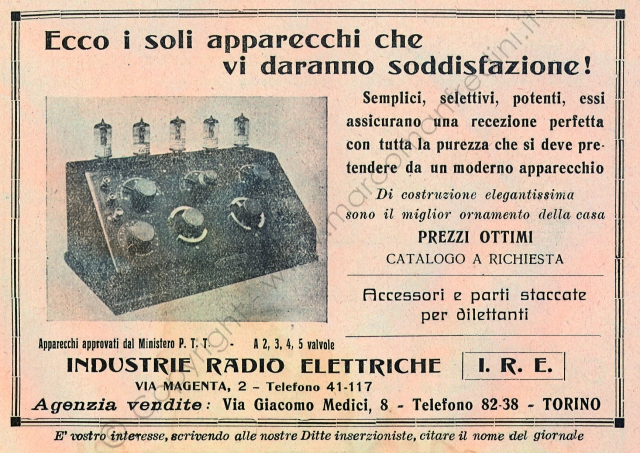 Ecco i soli apparecchi che
vi daranno soddisfazione!
Semplici, selettivi, potenti, essi
assicurano una recezione perfetta
con tutta la purezza che si deve pre-
tendere da un moderno apparecchio
Di costruzione elegantissima
sono il miglior ornamento della casa
PREZZI OTTIMI
CATALOGO A RICHIESTA
Accessori e parti staccate
per dilettanti
Apparecchi approvati dal Ministero P. T. T. - A 2, 3, 4, 5 valvole
INDUSTRIE RADIO ELETTRICHE I. R. E.
VIA MAGENTA, 2 - Telefono 41-117
Agenzia vendite: Via Giacomo Medici, 8 - Telefono 82-38 - TORINO
E' vostro interesse, scrivendo alle nostre Ditte inserzioniste, citare il nome del giornale
© Copyright - www.marcomanfredini.it